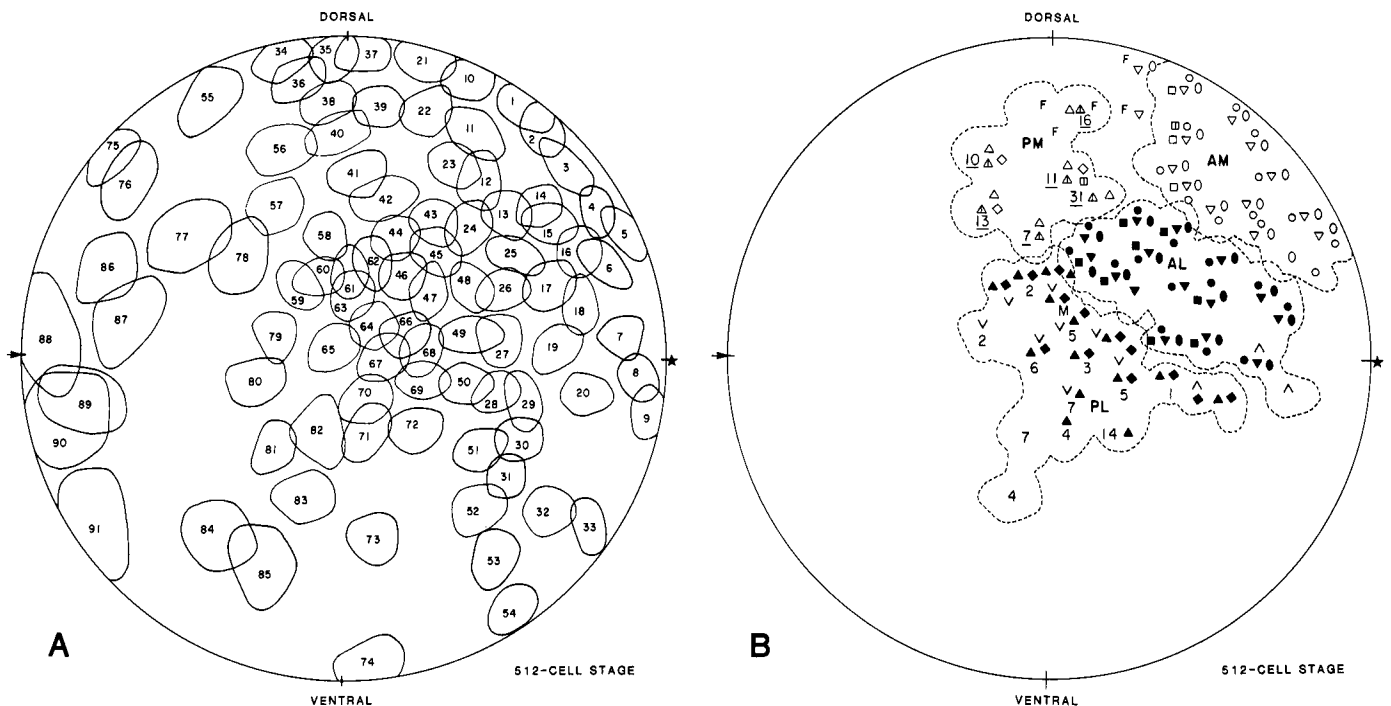 DORSAL
34 35 37 21 10 1
55 36 38 39 22 11 2 3
75 76 56 40 41 23 12 14 4 5
57 42 43 13 15 16 6
77 78 58 44 24 25
86 60 62 45 46 48 26 17 18
59 61 63 47
87 79 64 66 49 27 19 7
88 65 67 68 8
80 69 50 20
89 70 28 29 9
90 82 71 72 30
81 51 31
83 52 32 33
91 84 73
85 53
54
74
A
VENTRAL
512-CELL STAGE
DORSAL
F
F F F
16
F
PM AM
10
11
31
13
7
AL
2
M
2 5
6 3
5 1
7 PL
7 4 14
4
B
VENTRAL
512-CELL STAGE